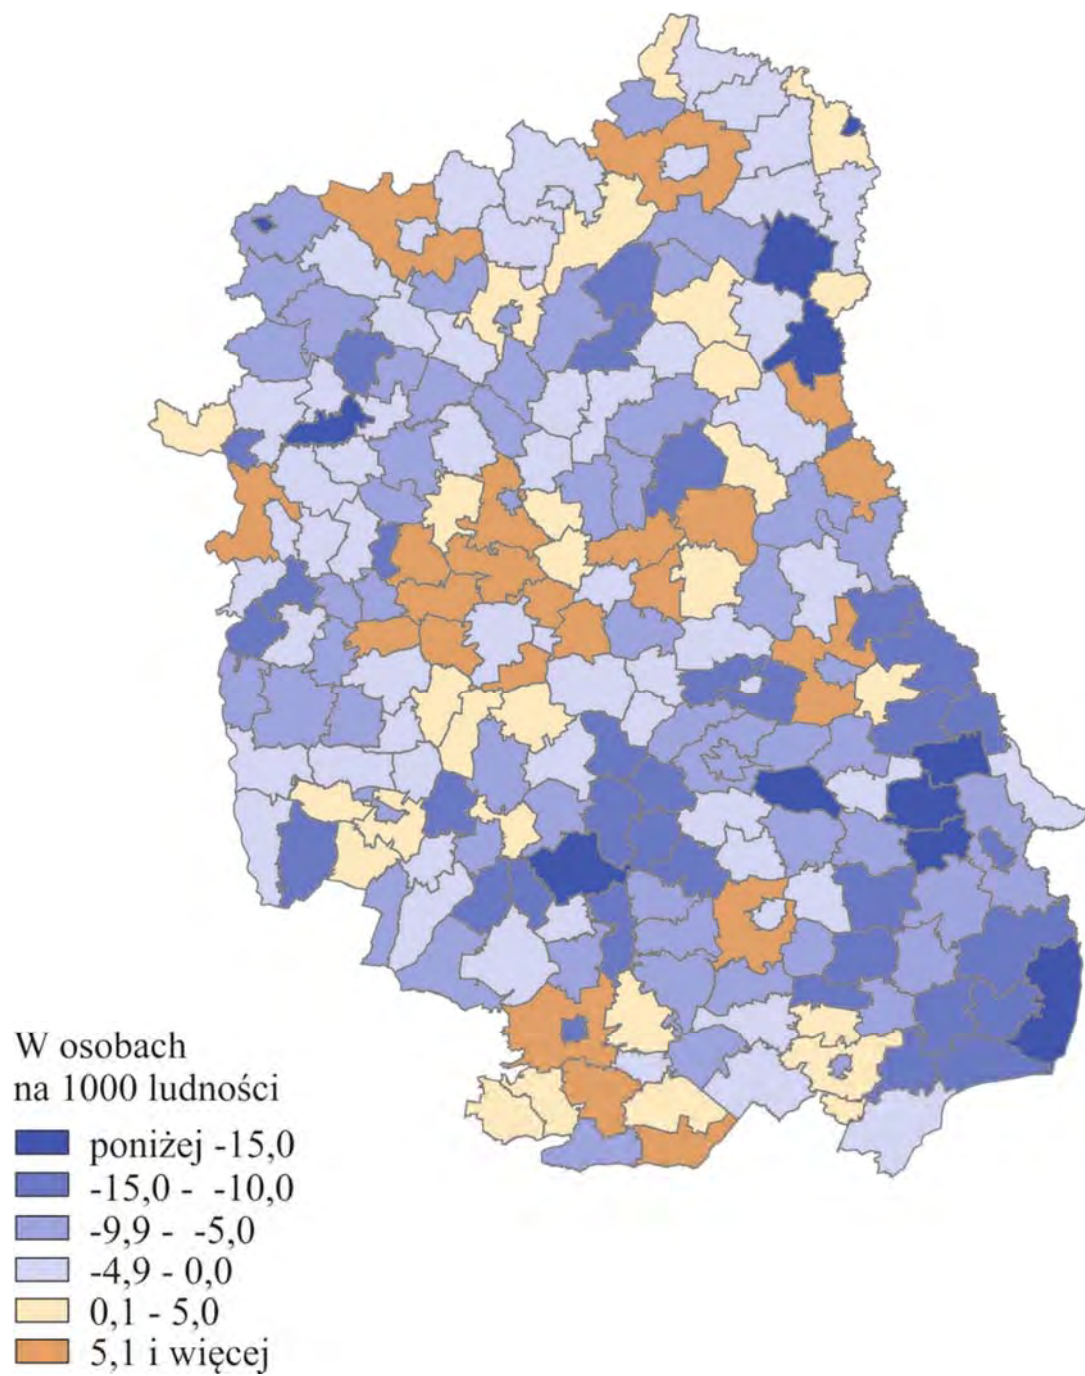 W osobach
na 1000 ludności
poniżej -15,0
-15,0 - -10,0
-9,9 - -5,0
-4,9 - 0,0
0,1 - 5,0
5,1 i więcej